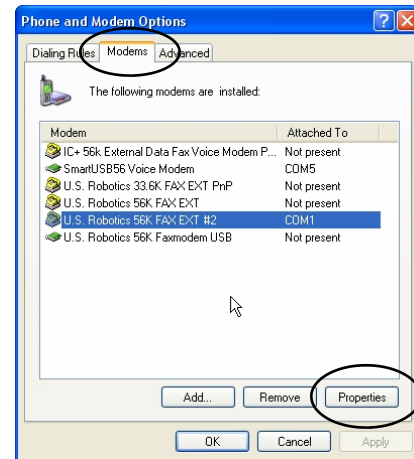 Phone and Modem Options
Dialing Rules Modems Advanced
The following modems are installed:
Modem Attached To
IC+ 56k External Data Fax Voice Modem P... Not present
SmartUSB56 Voice Modem COM5
U.S. Robotics 33.6K FAX EXT PnP Not present
U.S. Robotics 56K FAX EXT Not present
U.S. Robotics 56K FAX EXT #2 COM1
U.S. Robotics 56K Faxmodem USB Not present
Add... Remove Properties
OK Cancel Apply